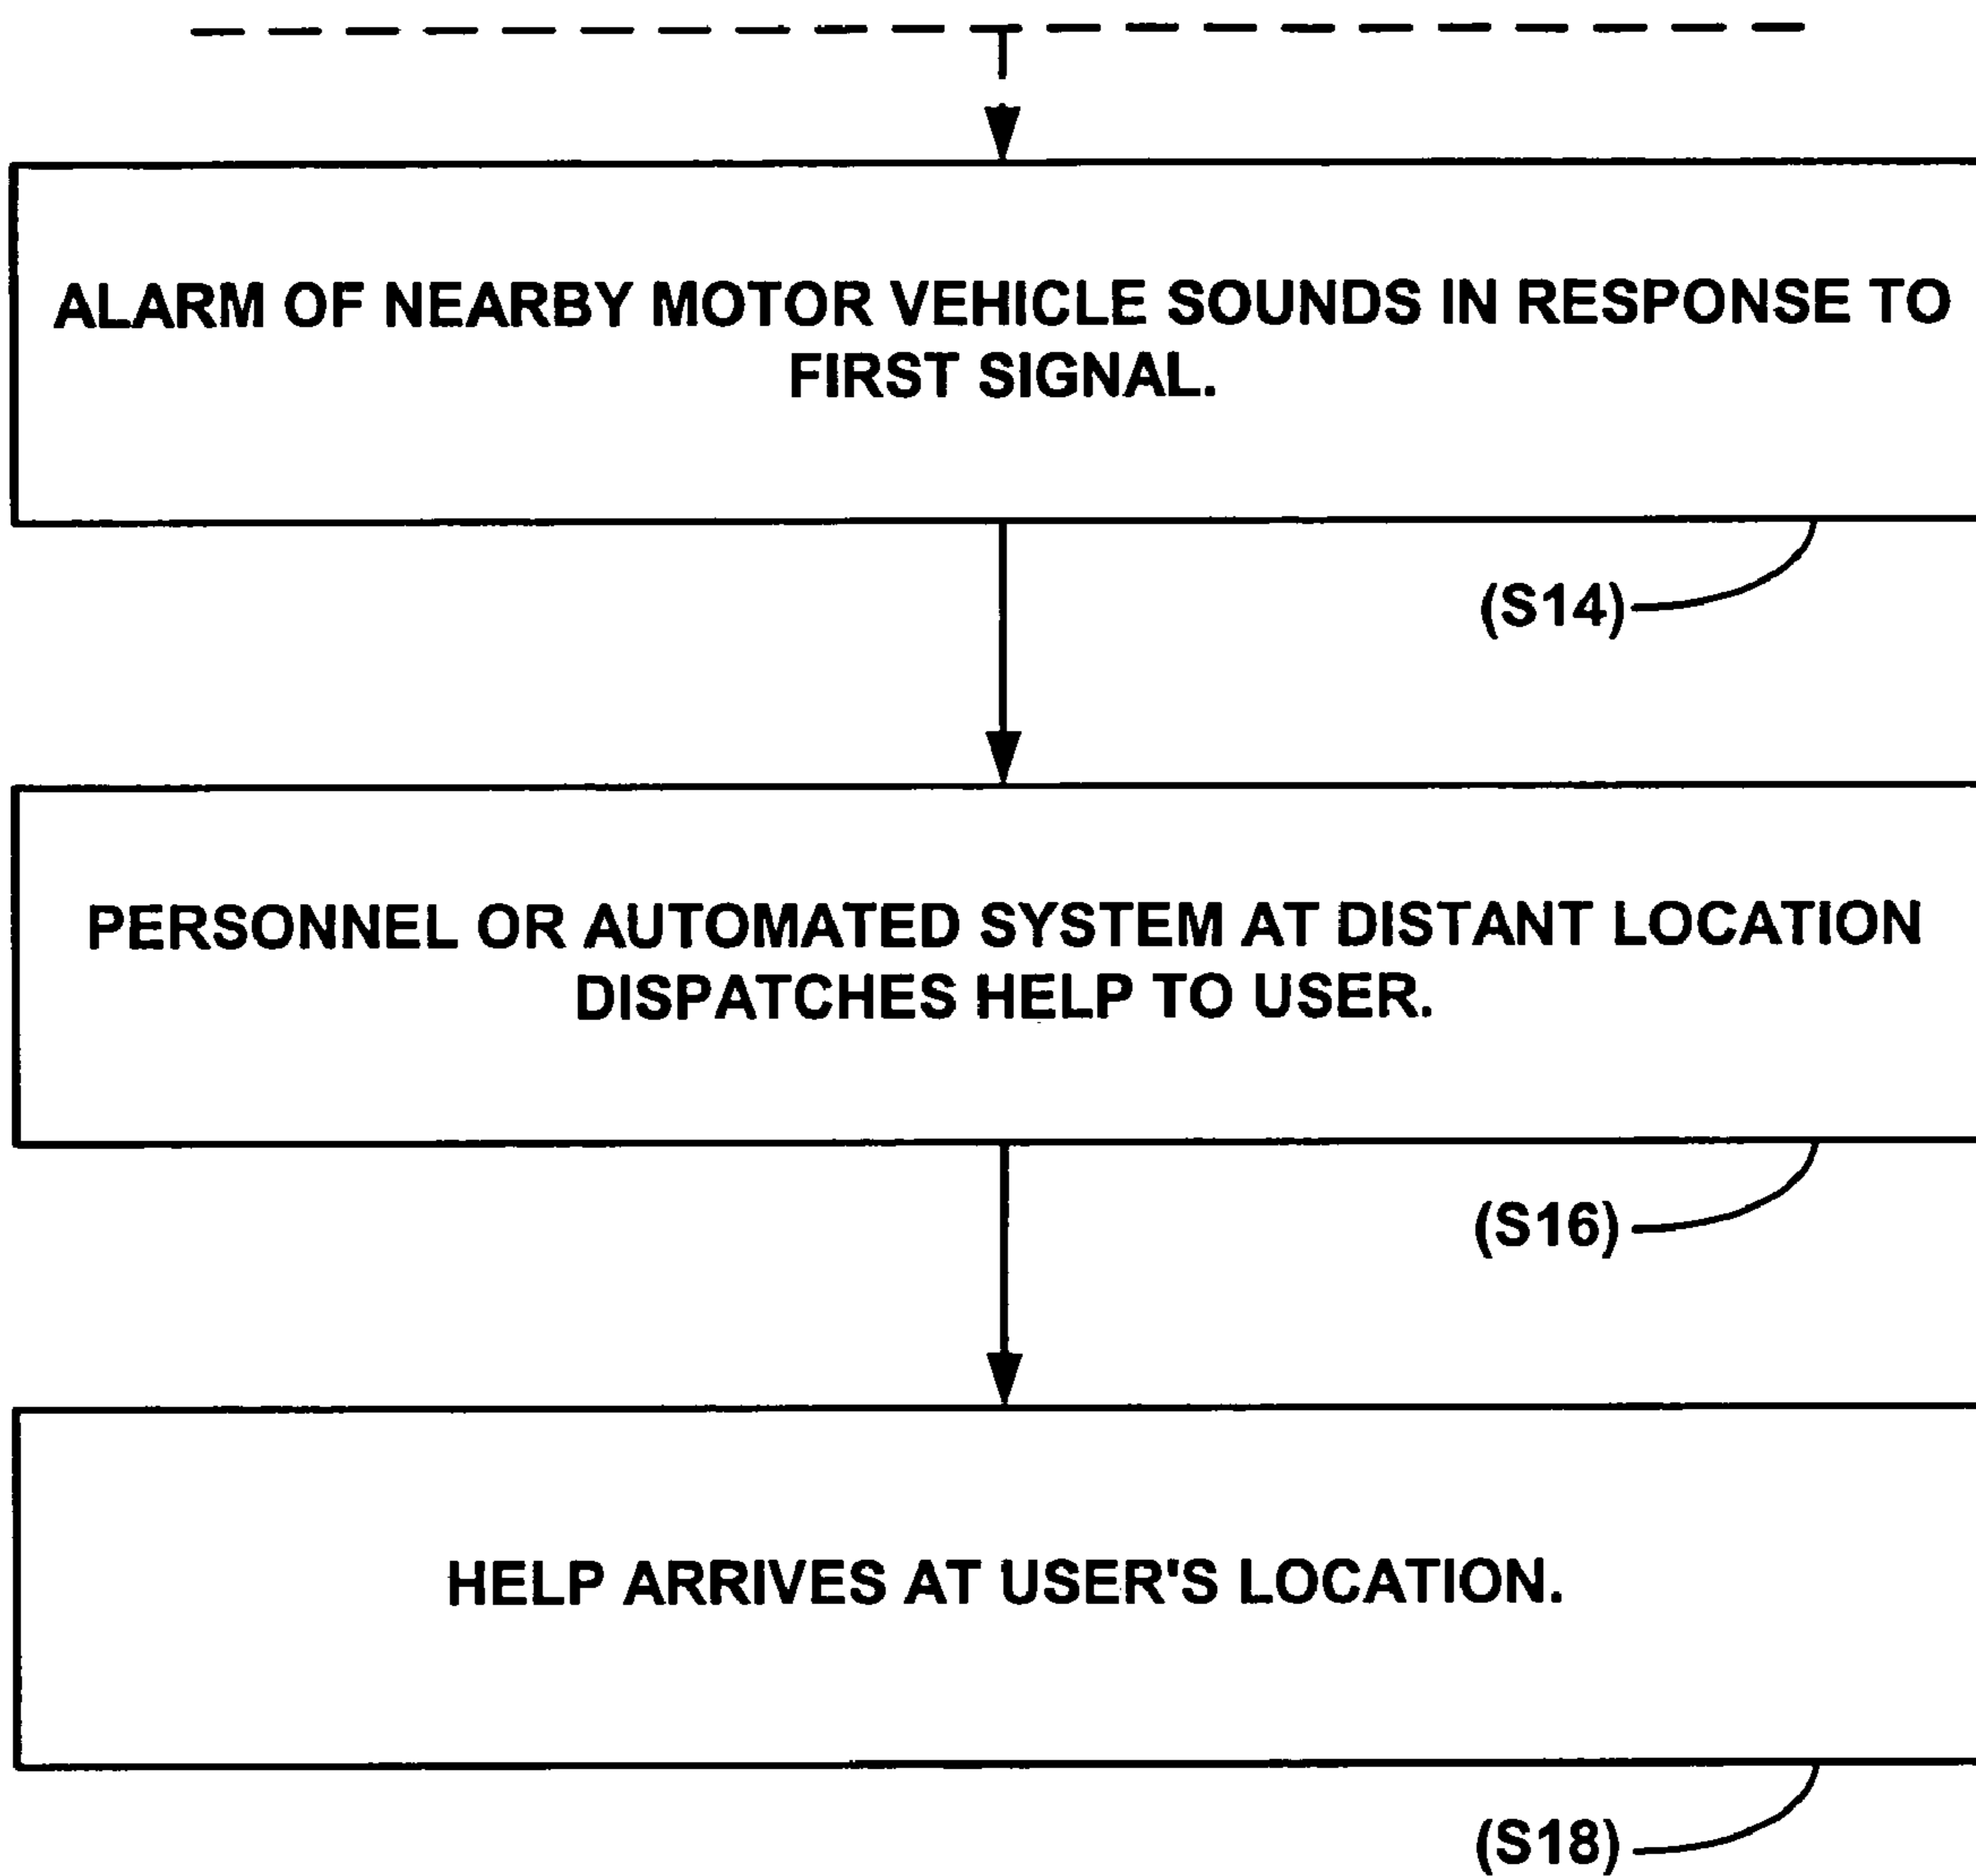 ALARM OF NEARBY MOTOR VEHICLE SOUNDS IN RESPONSE TO
FIRST SIGNAL.
(S14)
PERSONNEL OR AUTOMATED SYSTEM AT DISTANT LOCATION
DISPATCHES HELP TO USER.
(S16)
HELP ARRIVES AT USER'S LOCATION.
(S18)